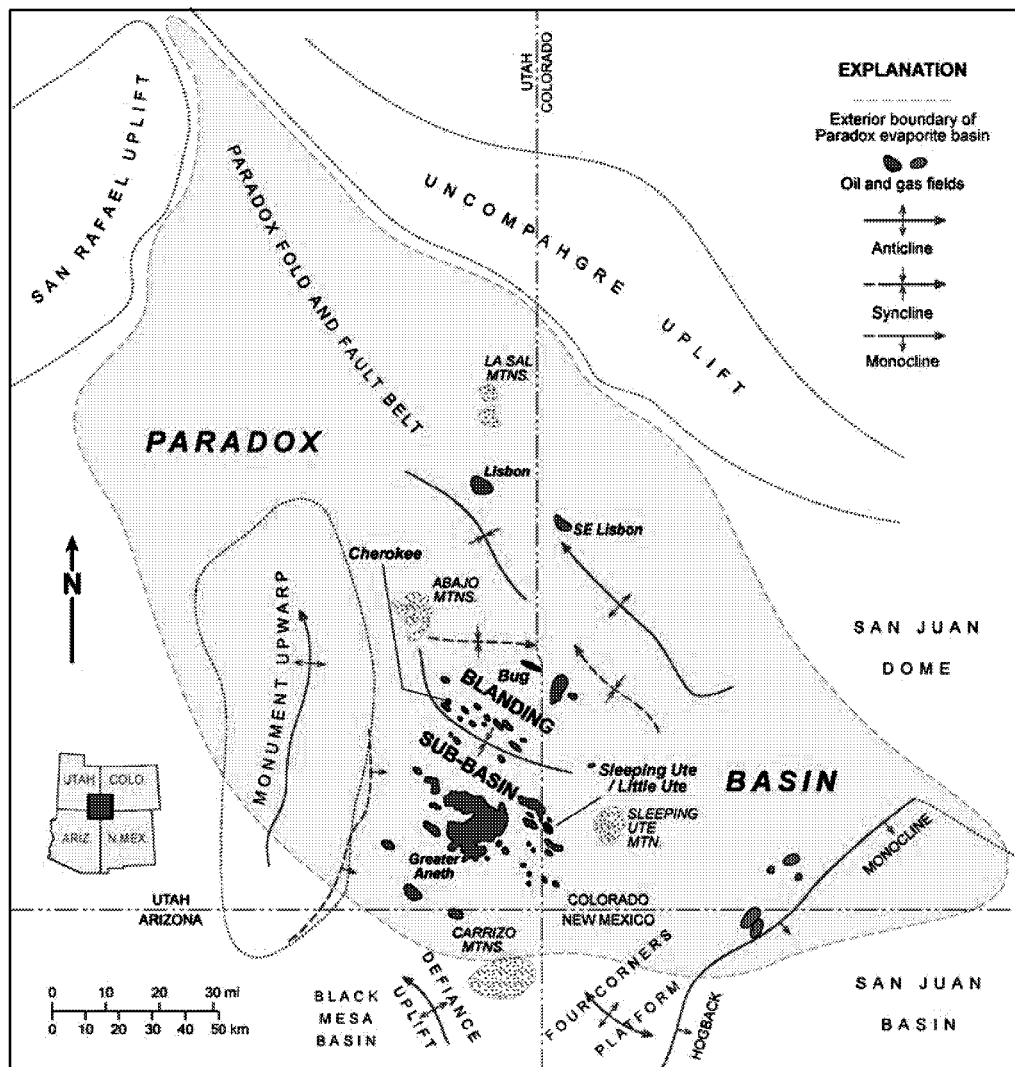 UTAH
COLORADO
EXPLANATION
Exterior boundary of
Paradox evaporite basin
Oil and gas fields
Anticline
Syncline
Monocline
SAN RAFAEL UPLIFT
PARADOX FOLD AND FAULT BELT
UNCOMPAHGRE UPLIFT
LA SAL
MTNS.
PARADOX
Lisbon
SE Lisbon
Cherokee
ABAJO
MTNS.
N
MONUMENT UPWARP
SAN JUAN
DOME
Bug
BLANDING
SUB-BASIN
Sleeping Ute
/ Little Ute
BASIN
SLEEPING
UTE
MTN.
UTAH
COLO.
ARIZ.
N.MEX.
Greater
Aneth
MONOCLINE
UTAH
ARIZONA
COLORADO
NEW MEXICO
CARRIZO
MTNS.
0 10 20 30 mi
0 10 20 30 40 50 km
BLACK
MESA
BASIN
DEFIANCE
UPLIFT
FOUR CORNERS
PLATFORM
HOGBACK
SAN JUAN
BASIN